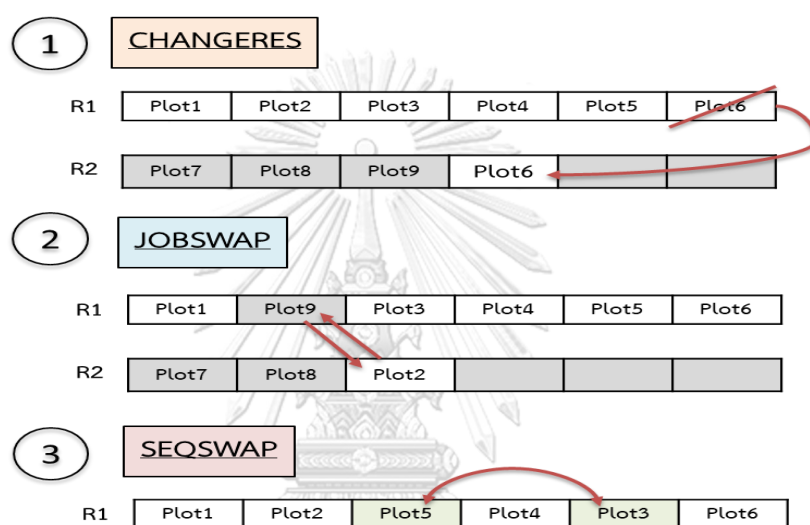 1 CHANGERES
R1 Plot1 Plot2 Plot3 Plot4 Plot5 Plot6
R2 Plot7 Plot8 Plot9 Plot6
2 JOBSWAP
R1 Plot1 Plot9 Plot3 Plot4 Plot5 Plot6
R2 Plot7 Plot8 Plot2
3 SEQSWAP
R1 Plot1 Plot2 Plot5 Plot4 Plot3 Plot6